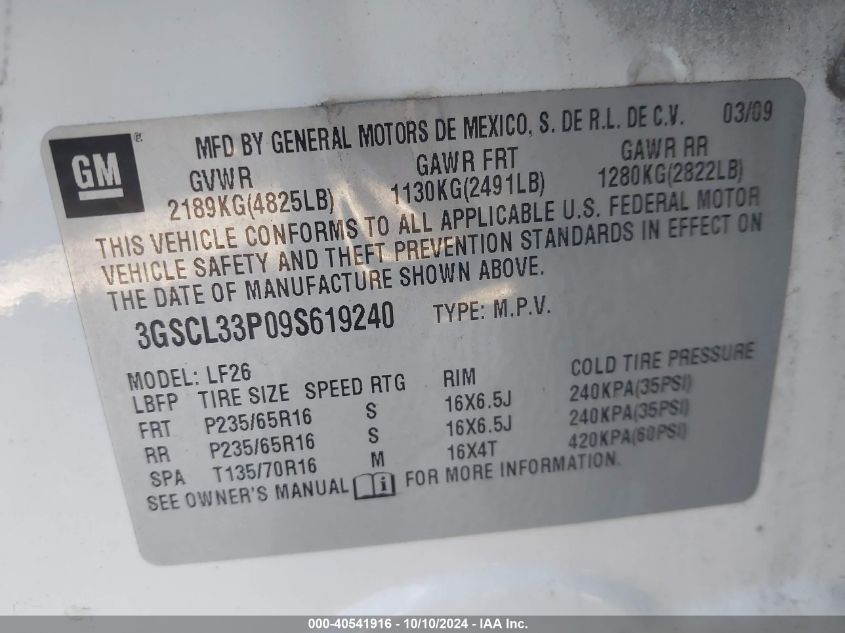 GM ® MFD BY GENERAL MOTORS DE MEXICO, S. DE R.L. DE C.V. 03/09
GVWR GAWR FRT GAWR RR
2189KG(4825LB) 1130KG(2491LB) 1280KG(2822LB)
THIS VEHICLE CONFORMS TO ALL APPLICABLE U.S. FEDERAL MOTOR
VEHICLE SAFETY AND THEFT PREVENTION STANDARDS IN EFFECT ON
THE DATE OF MANUFACTURE SHOWN ABOVE.
3GSCL33P09S619240 TYPE: M.P.V.
MODEL: LF26
LBFP TIRE SIZE SPEED RTG RIM COLD TIRE PRESSURE
FRT P235/65R16 S 16X6.5J 240KPA(35PSI)
RR P235/65R16 S 16X6.5J 240KPA(35PSI)
SPA T135/70R16 M 16X4T 420KPA(60PSI)
SEE OWNER'S MANUAL i FOR MORE INFORMATION.
000-40541916 - 10/10/2024 - IAA Inc.